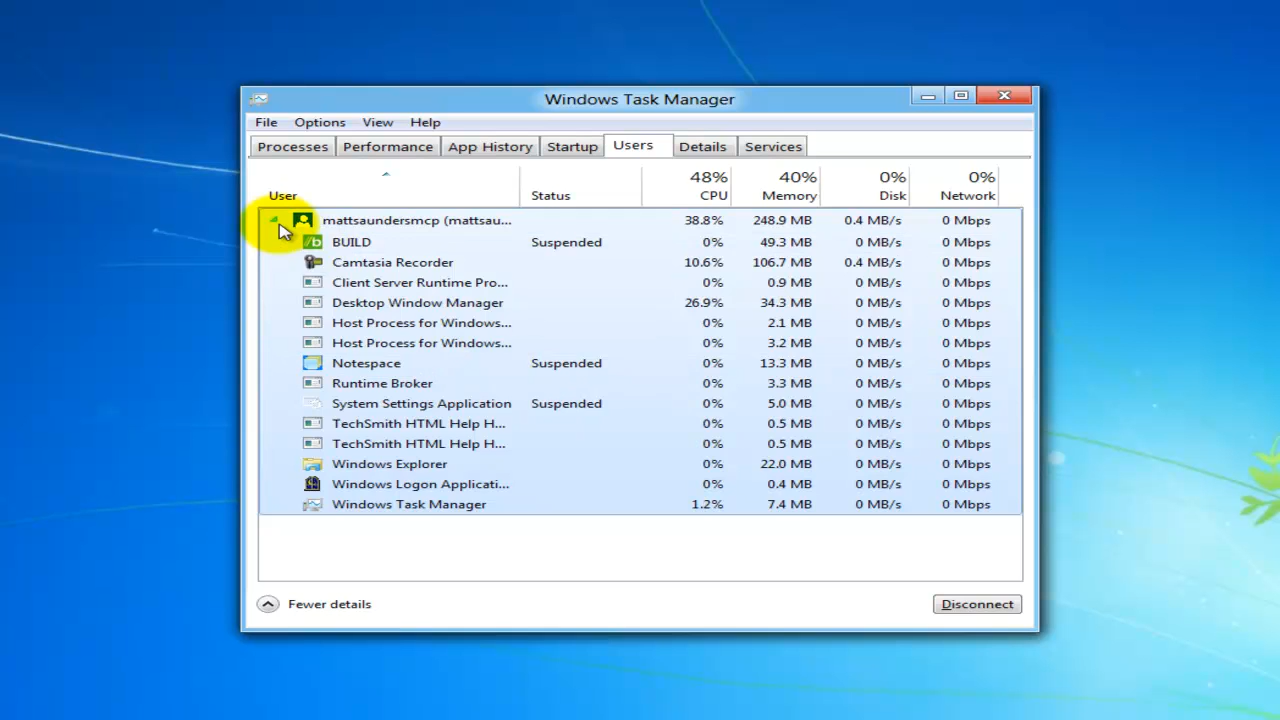 Windows Task Manager
File Options View Help
Processes Performance App History Startup Users Details Services
48% 40% 0% 0%
User Status CPU Memory Disk Network
mattsaundersmcp (mattsau... 38.8% 248.9 MB 0.4 MB/s 0 Mbps
BUILD Suspended 0% 49.3 MB 0 MB/s 0 Mbps
Camtasia Recorder 10.6% 106.7 MB 0.4 MB/s 0 Mbps
Client Server Runtime Pro... 0% 0.9 MB 0 MB/s 0 Mbps
Desktop Window Manager 26.9% 34.3 MB 0 MB/s 0 Mbps
Host Process for Windows... 0% 2.1 MB 0 MB/s 0 Mbps
Host Process for Windows... 0% 3.2 MB 0 MB/s 0 Mbps
Notespace Suspended 0% 13.3 MB 0 MB/s 0 Mbps
Runtime Broker 0% 3.3 MB 0 MB/s 0 Mbps
System Settings Application Suspended 0% 5.0 MB 0 MB/s 0 Mbps
TechSmith HTML Help H... 0% 0.5 MB 0 MB/s 0 Mbps
TechSmith HTML Help H... 0% 0.5 MB 0 MB/s 0 Mbps
Windows Explorer 0% 22.0 MB 0 MB/s 0 Mbps
Windows Logon Applicati... 0% 0.4 MB 0 MB/s 0 Mbps
Windows Task Manager 1.2% 7.4 MB 0 MB/s 0 Mbps
Fewer details Disconnect